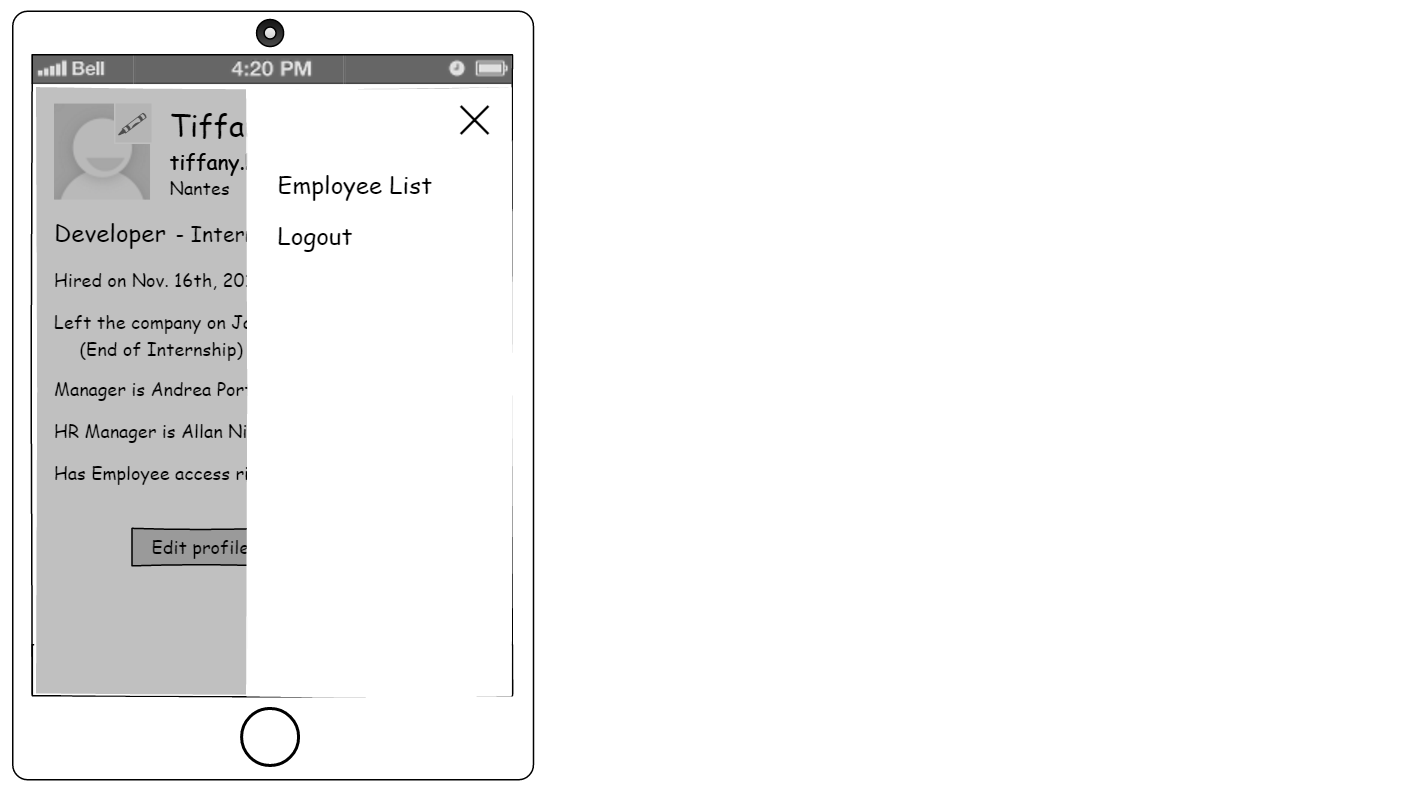 Bell 4:20 PM
Tiffa
tiffany.
Nantes
Developer - Inter
Hired on Nov. 16th, 20
Left the company on
(End of Internship)
Manager is Andrea Por
HR Manager is Allan Ni
Has Employee access ri
Edit profile
Employee List
Logout